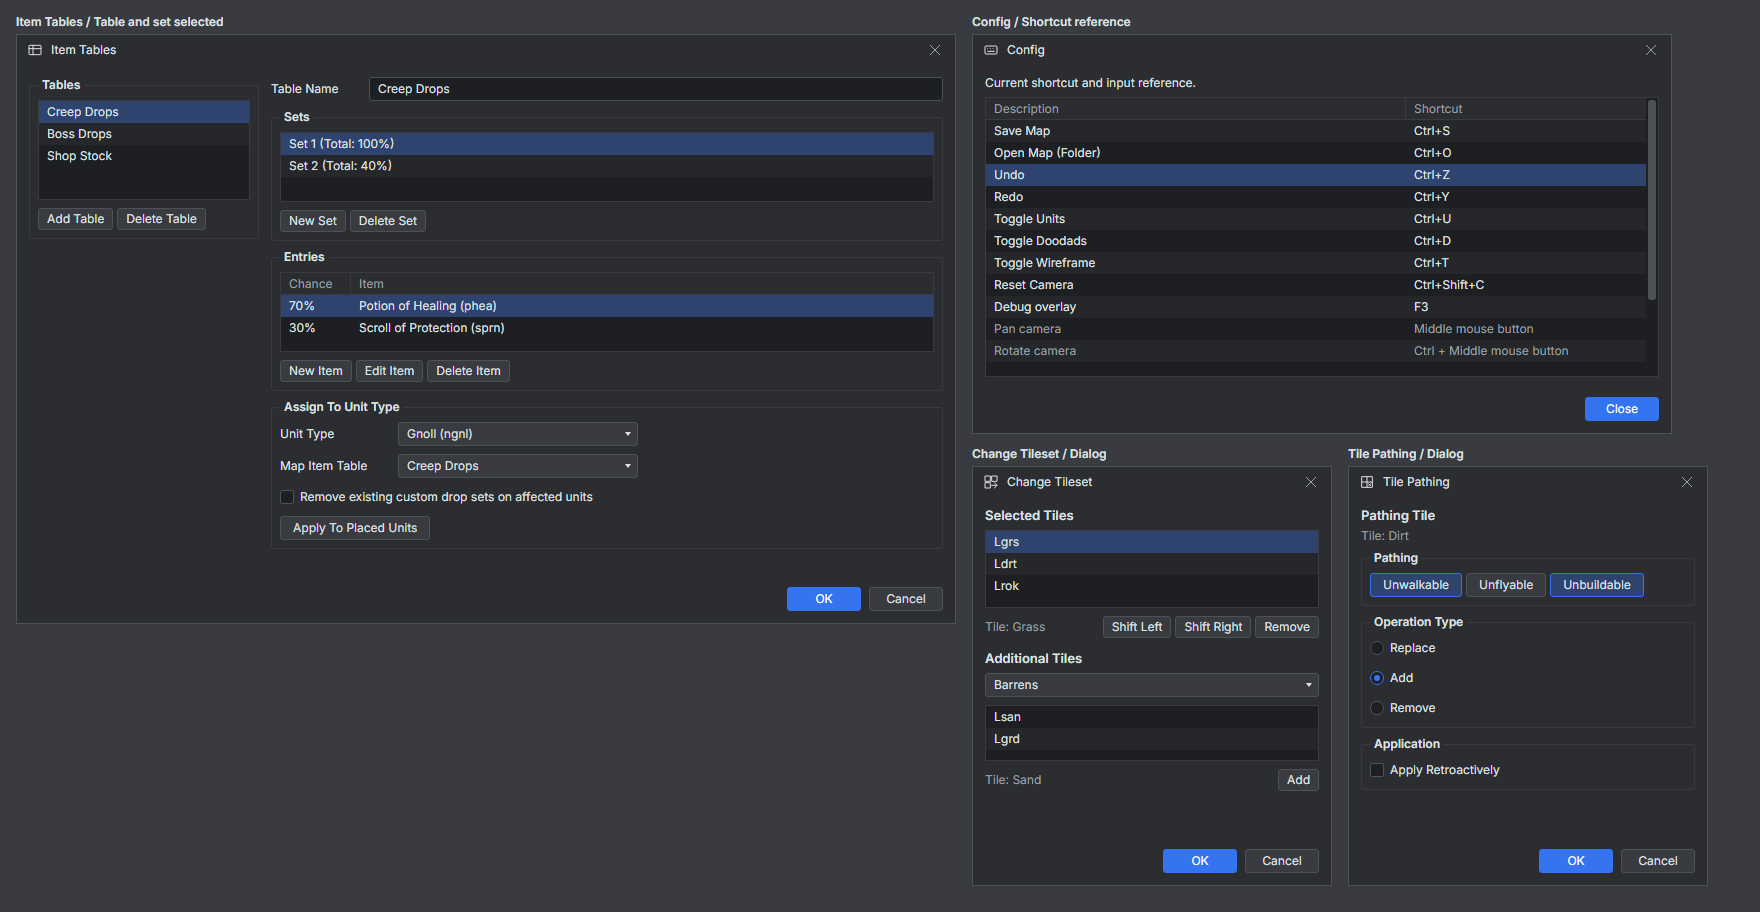 Item Tables / Table and set selected
Item Tables
Tables
Creep Drops
Boss Drops
Shop Stock
Add Table
Delete Table
Table Name
Creep Drops
Sets
Set 1 (Total: 100%)
Set 2 (Total: 40%)
New Set
Delete Set
Entries
Chance Item
70% Potion of Healing (phea)
30% Scroll of Protection (sprn)
New Item
Edit Item
Delete Item
Assign To Unit Type
Unit Type Gnoll (ngnl)
Map Item Table Creep Drops
Remove existing custom drop sets on affected units
Apply To Placed Units
OK
Cancel
Config / Shortcut reference
Config
Current shortcut and input reference.
Description Shortcut
Save Map Ctrl+S
Open Map (Folder) Ctrl+O
Undo Ctrl+Z
Redo Ctrl+Y
Toggle Units Ctrl+U
Toggle Doodads Ctrl+D
Toggle Wireframe Ctrl+T
Reset Camera Ctrl+Shift+C
Debug overlay F3
Pan camera Middle mouse button
Rotate camera Ctrl + Middle mouse button
Close
Change Tileset / Dialog
Change Tileset
Selected Tiles
Lgrs
Ldrt
Lrok
Tile: Grass
Shift Left
Shift Right
Remove
Additional Tiles
Barrens
Lsan
Lgrd
Tile: Sand
Add
OK
Cancel
Tile Pathing / Dialog
Tile Pathing
Pathing Tile
Tile: Dirt
Pathing
Unwalkable
Unflyable
Unbuildable
Operation Type
Replace
Add
Remove
Application
Apply Retroactively
OK
Cancel